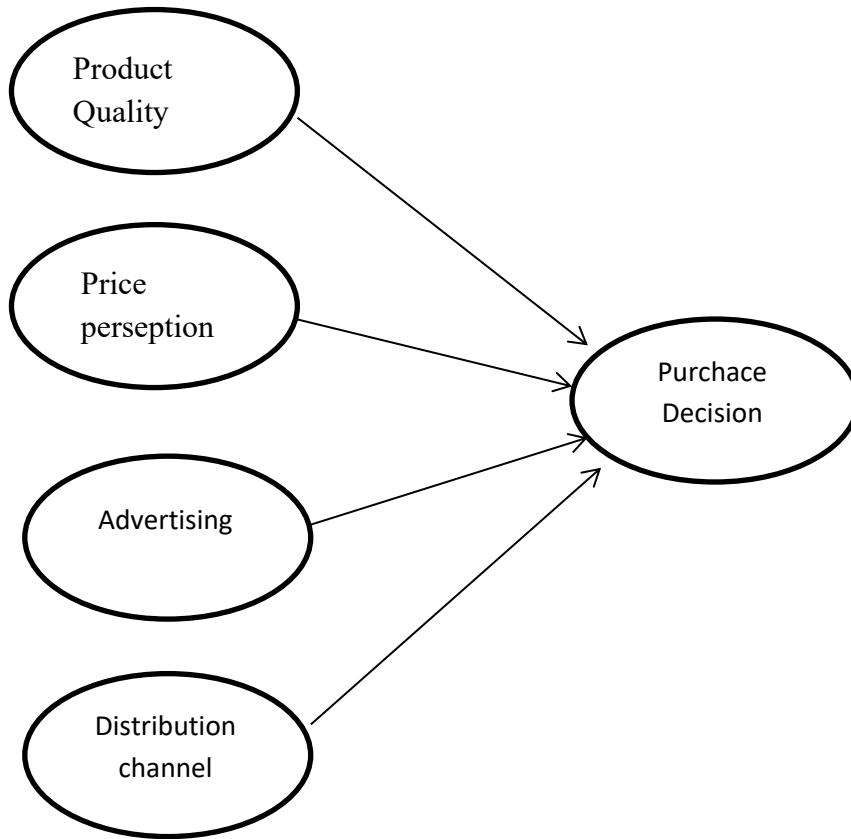 Product
Quality
Price
perseption
Purchace
Decision
Advertising
Distribution
channel